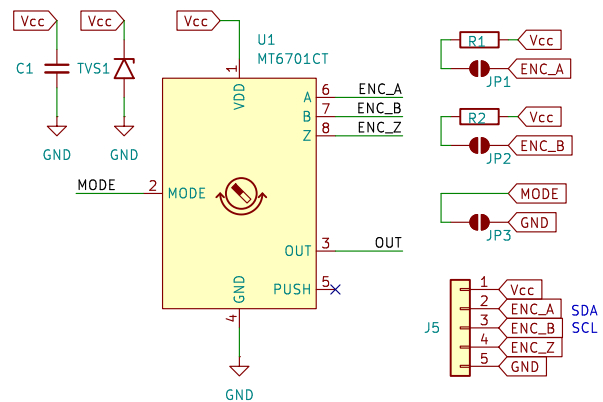 Vcc
Vcc
Vcc
C1
TVS1
GND
GND
U1
MT6701CT
1
VDD
A
6
ENC_A
B
7
ENC_B
Z
8
ENC_Z
MODE
2
MODE
OUT
3
OUT
PUSH
5
GND
4
GND
R1
Vcc
ENC_A
JP1
R2
Vcc
ENC_B
JP2
MODE
GND
JP3
J5
1
Vcc
2
ENC_A
SDA
3
ENC_B
SCL
4
ENC_Z
5
GND